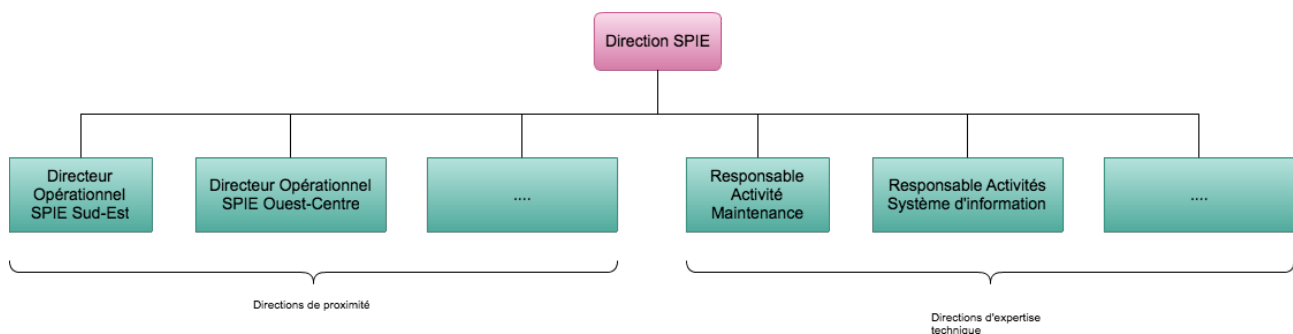 Direction SPIE
Directeur
Opérationnel
SPIE Sud-Est
Directeur Opérationnel
SPIE Ouest-Centre
....
Responsable
Activité
Maintenance
Responsable Activités
Système d'information
....
Directions de proximité
Directions d'expertise
technique